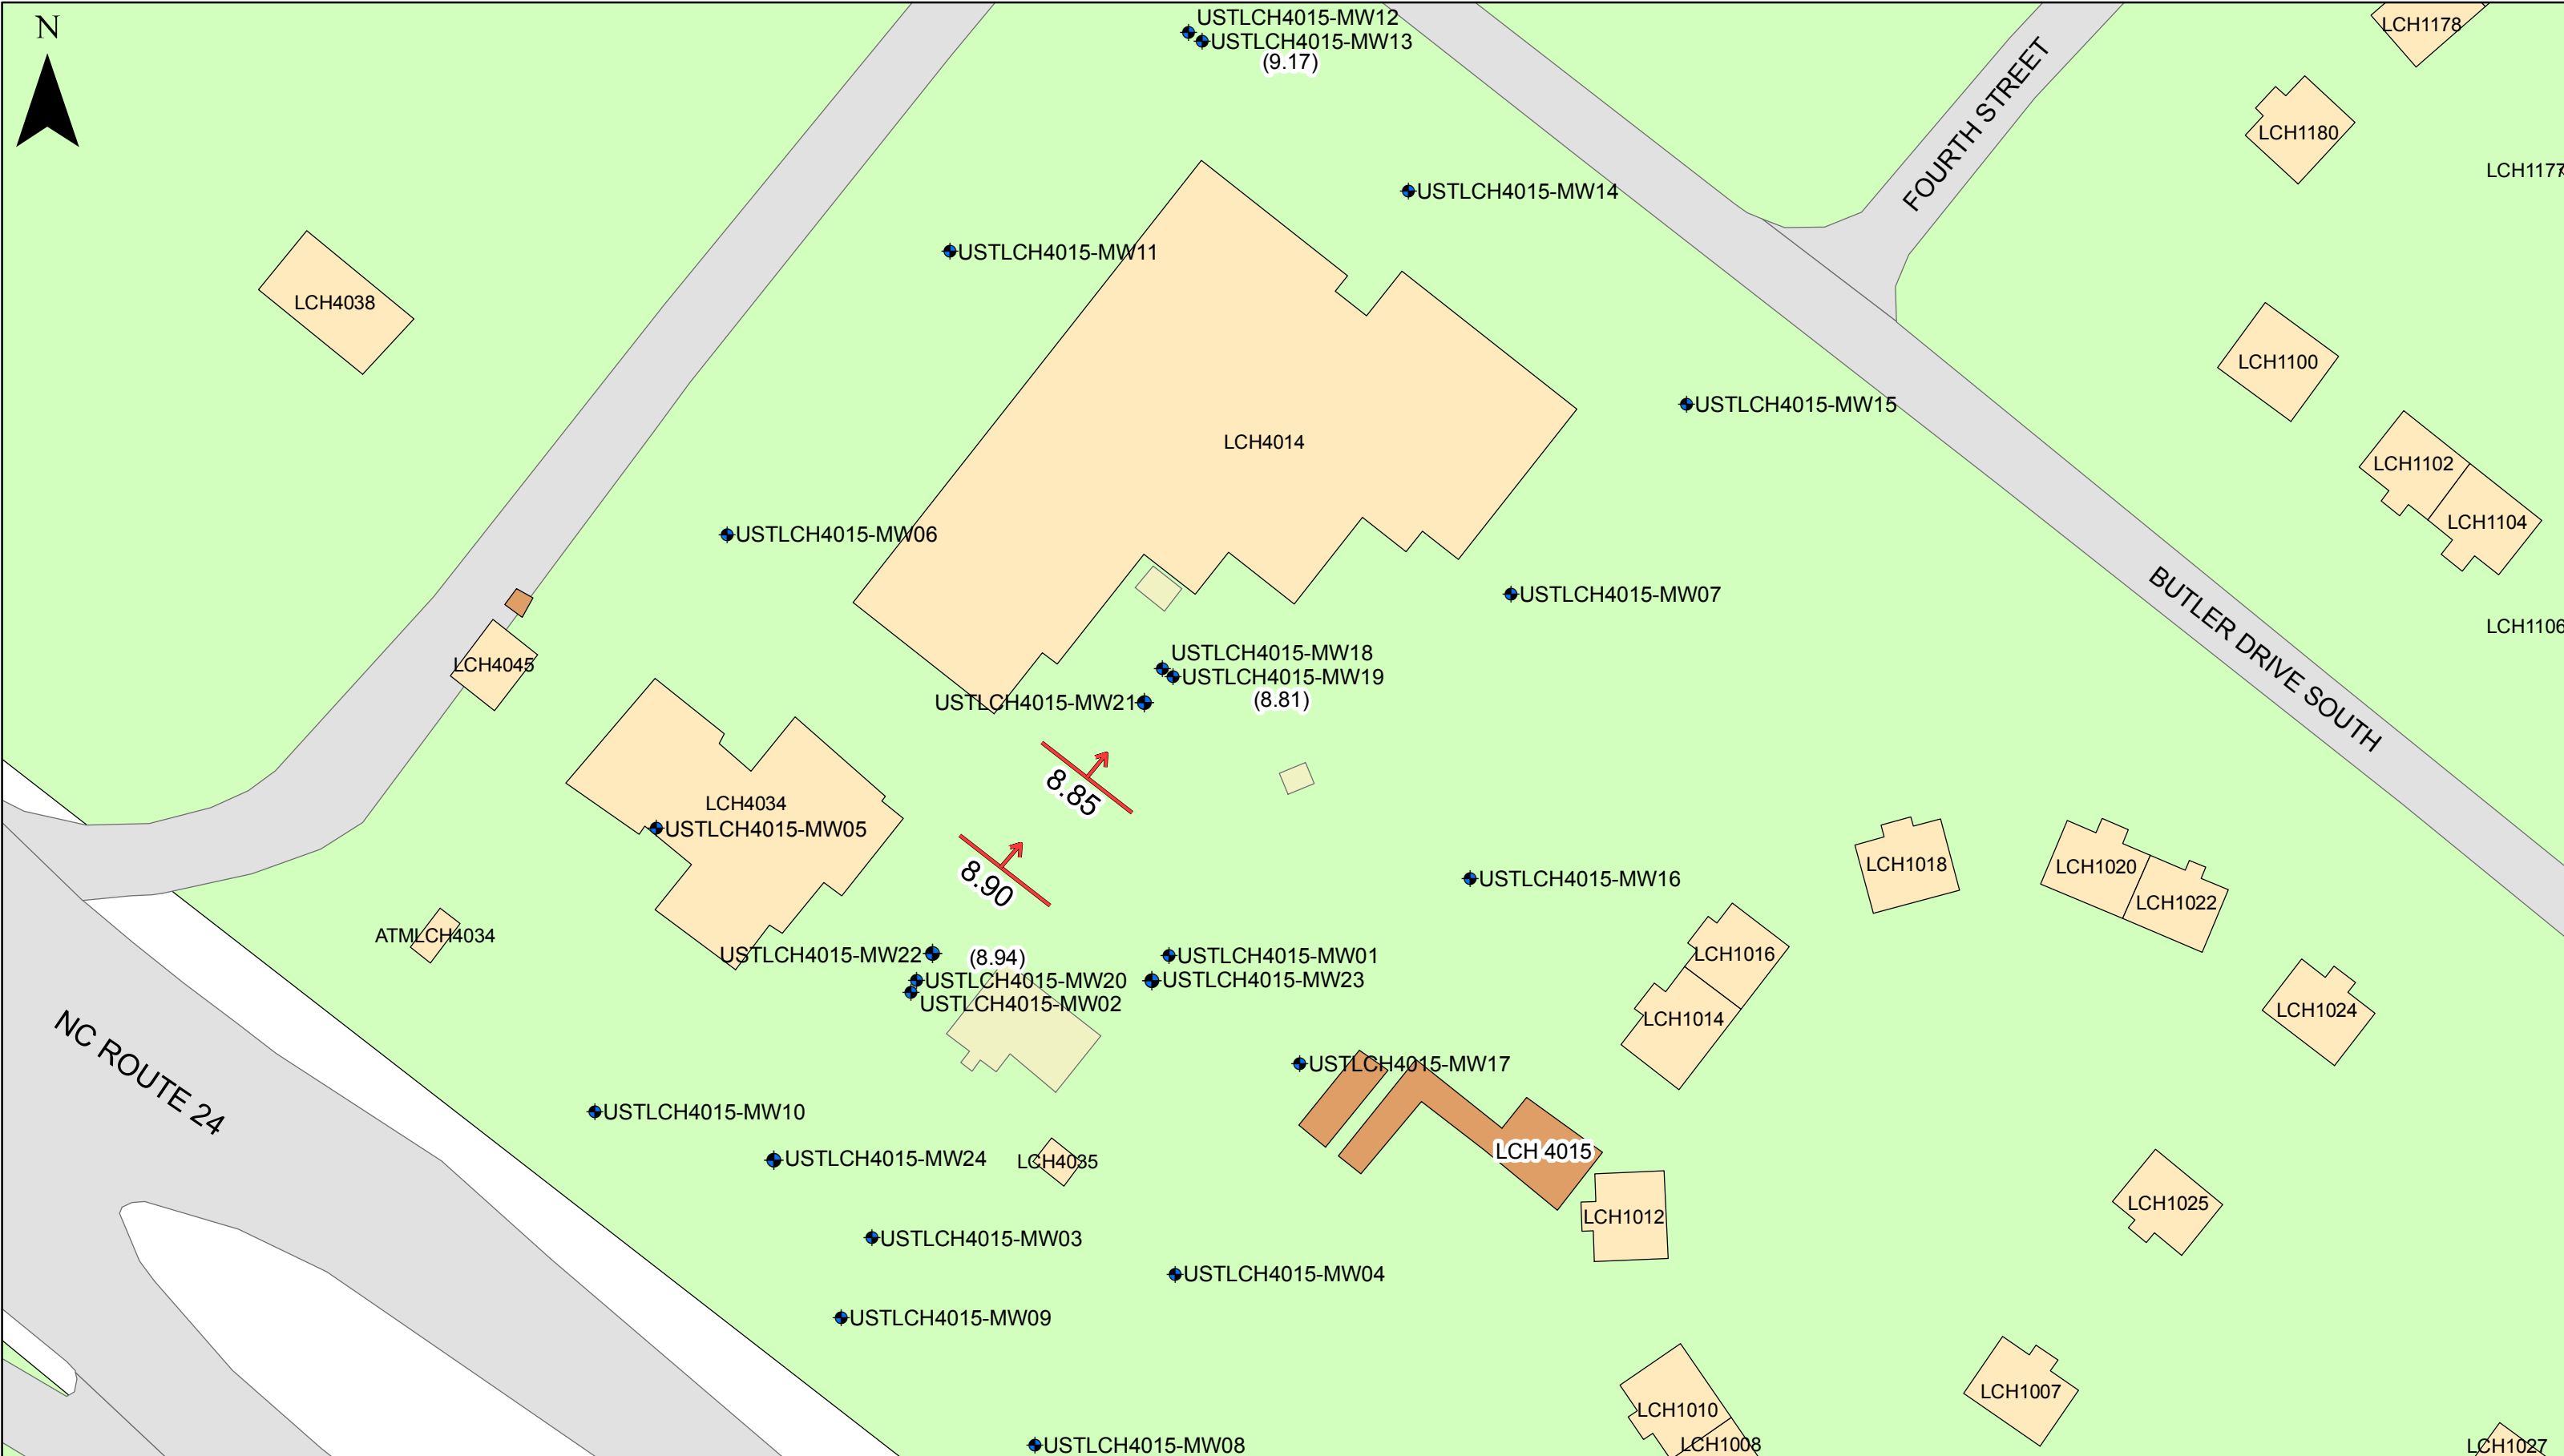 N
USTLCH4015-MW12
USTLCH4015-MW13
(9.17)
LCH1178
FOURTH STREET
LCH1180
LCH1177
USTLCH4015-MW14
USTLCH4015-MW11
LCH4038
LCH1100
USTLCH4015-MW15
LCH4014
LCH1102
LCH1104
USTLCH4015-MW06
USTLCH4015-MW07
LCH1106
BUTLER DRIVE SOUTH
USTLCH4015-MW18
LCH4045
USTLCH4015-MW19
USTLCH4015-MW21
(8.81)
8.85
LCH4034
USTLCH4015-MW05
8.90
USTLCH4015-MW16
LCH1018
LCH1020
LCH1022
ATMLCH4034
USTLCH4015-MW22
(8.94)
USTLCH4015-MW01
LCH1016
USTLCH4015-MW20
USTLCH4015-MW23
USTLCH4015-MW02
LCH1014
LCH1024
NC ROUTE 24
USTLCH4015-MW17
USTLCH4015-MW10
LCH 4015
USTLCH4015-MW24
LCH4035
LCH1025
LCH1012
USTLCH4015-MW03
USTLCH4015-MW04
USTLCH4015-MW09
LCH1007
LCH1010
LCH1008
USTLCH4015-MW08
LCH1027